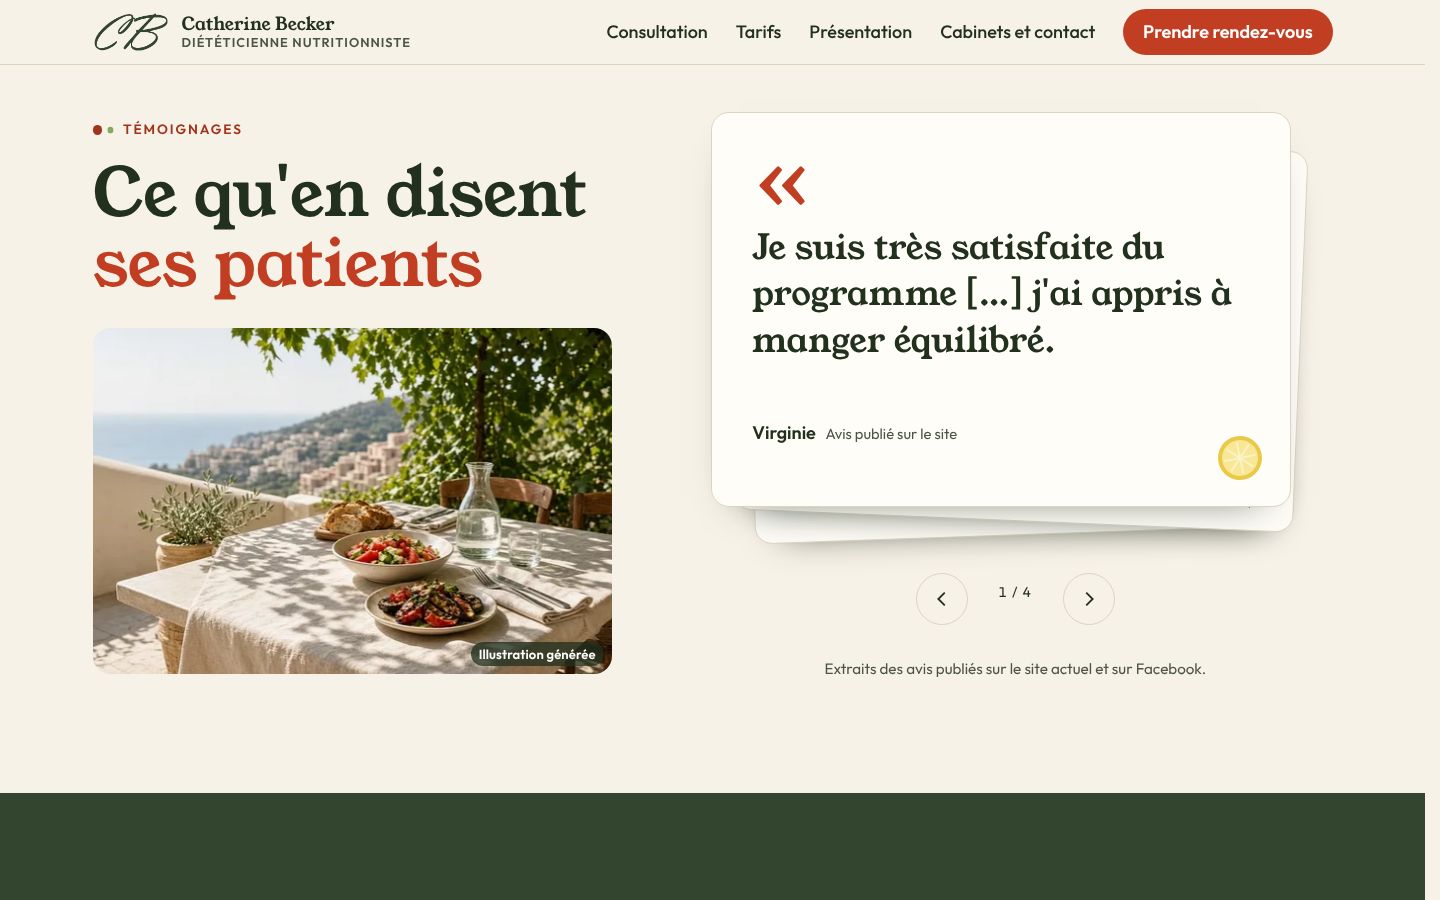 CB
Catherine Becker
DIÉTÉTICIENNE NUTRITIONNISTE
Consultation
Tarifs
Présentation
Cabinets et contact
Prendre rendez-vous
TÉMOIGNAGES
Ce qu'en disent
ses patients
Illustration générée
«
Je suis très satisfaite du
programme [...] j'ai appris à
manger équilibré.
Virginie Avis publié sur le site
1 / 4
Extraits des avis publiés sur le site actuel et sur Facebook.